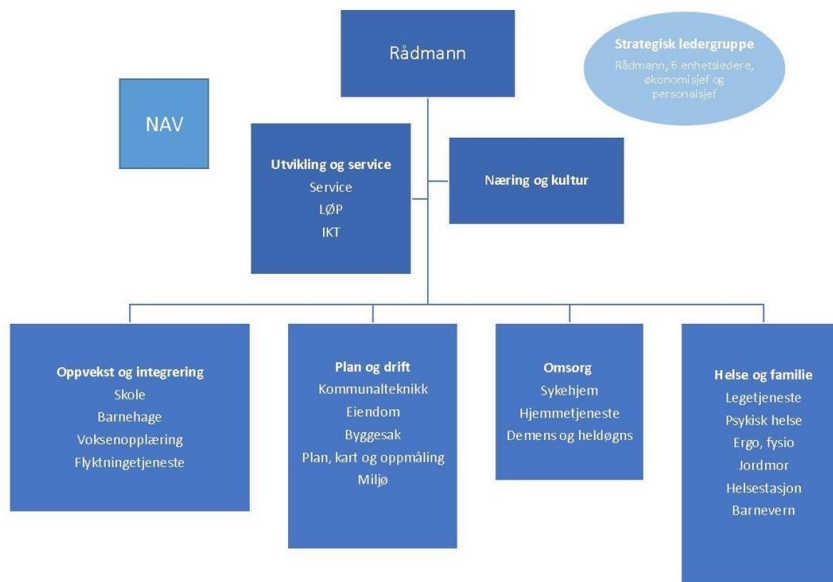 Rådmann
Strategisk ledergruppe
Rådmann, 6 enhetsledere,
økonomisjef og
personalsjef
NAV
Utvikling og service
Service
LØP
IKT
Næring og kultur
Oppvekst og integrering
Skole
Barnehage
Voksenopplæring
Flyktningetjeneste
Plan og drift
Kommunalteknikk
Eiendom
Byggesak
Plan, kart og oppmåling
Miljø
Omsorg
Sykehjem
Hjemmetjeneste
Demens og heldøgns
Helse og familie
Legetjeneste
Psykisk helse
Ergo, fysio
Jordmor
Helsestasjon
Barnevern